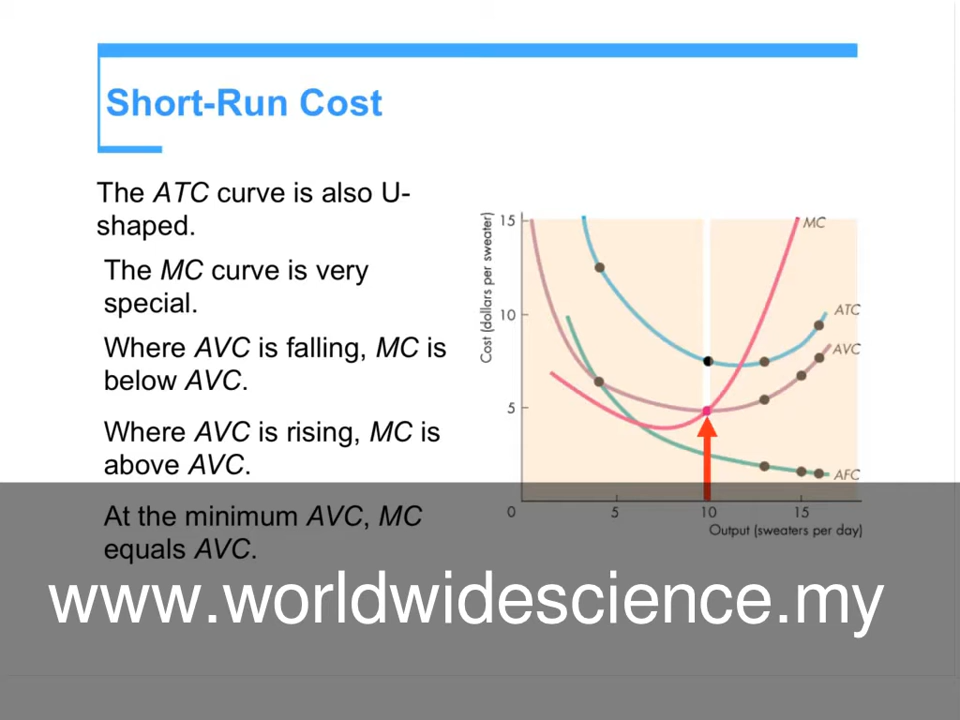 Short-Run Cost
The ATC curve is also U-
shaped.
The MC curve is very
special.
Where AVC is falling, MC is
below AVC.
Where AVC is rising, MC is
above AVC.
At the minimum AVC, MC
equals AVC.
Cost (dollars per sweater)
15
10
5
0
5
10
15
Output (sweaters per day)
MC
ATC
AVC
AFC
www.worldwidescience.my